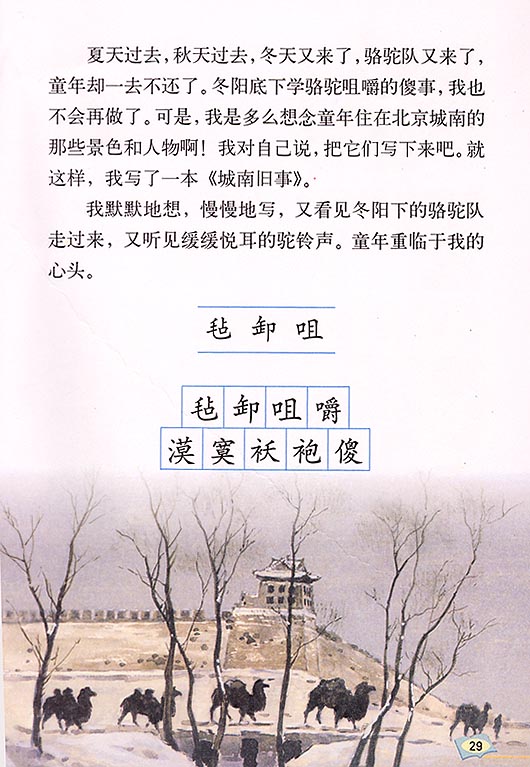 夏天过去，秋天过去，冬天又来了，骆驼队又来了，
童年却一去不还了。冬阳底下学骆驼咀嚼的傻事，我也
不会再做了。可是，我是多么想念童年住在北京城南的
那些景色和人物啊！我对自己说，把它们写下来吧。就
这样，我写了一本《城南旧事》。
我默默地想，慢慢地写，又看见冬阳下的骆驼队
走过来，又听见缓缓悦耳的驼铃声。童年重临于我的
心头。
毡 卸 咀
毡 卸 咀 嚼
漠 寞 袄 袍 傻
29